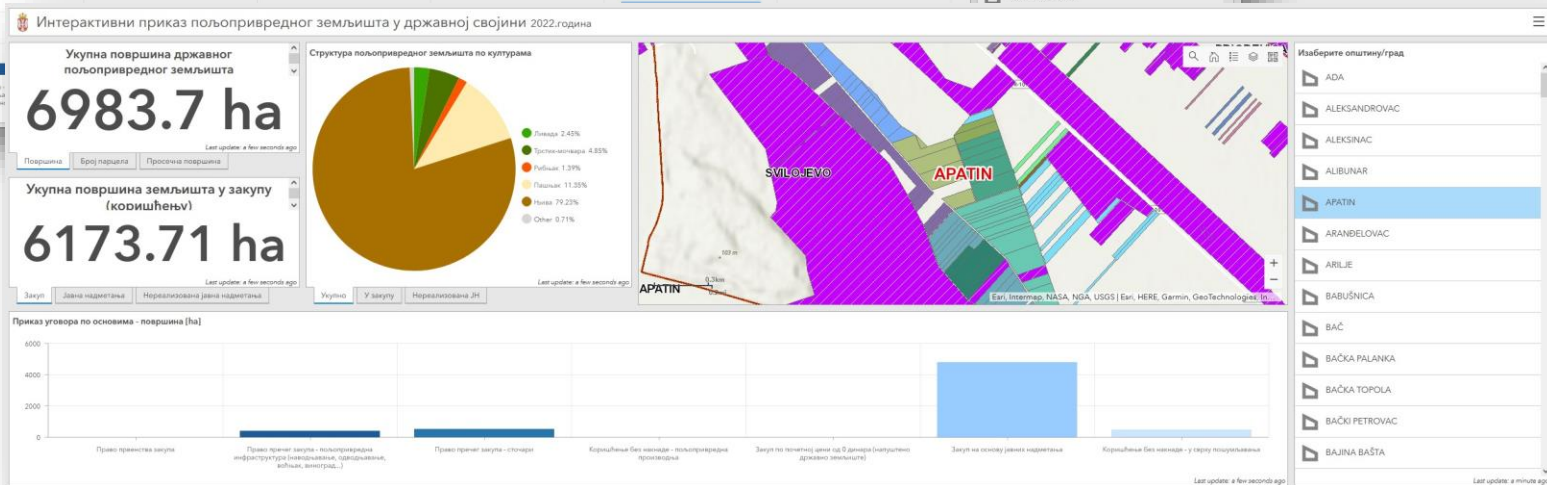 Интерактивни приказ пољопривредног земљишта у државној својини 2022.година
Укупна површина државног
пољопривредног земљишта
6983.7 ha
Last update: a few seconds ago
Површина
Број парцела
Просечна површина
Укупна површина земљишта у закупу
(коришћењу)
6173.71 ha
Last update: a few seconds ago
Закуп
Јавна надметања
Нереализована јавна надметања
Структура пољопривредног земљишта по културама
Ливада 2.45%
Трстик-мочвара 4.85%
Рибњак 1.39%
Пашњак 11.35%
Њива 79.23%
Other 0.71%
Last update: a few seconds ago
Укупно
У закупу
Нереализована ЈН
SVILOJEVO
APATIN
102 m
0.3km
APATIN
Esri, Intermap, NASA, NGA, USGS | Esri, HERE, Garmin, GeoTechnologies, In...
Изаберите општину/град
ADA
ALEKSANDROVAC
ALEKSINAC
ALIBUNAR
APATIN
ARANĐELOVAC
ARILJE
BABUŠNICA
BAČ
BAČKA PALANKA
BAČKA TOPOLA
BAČKI PETROVAC
BAJINA BAŠTA
Last update: a minute ago
Приказ уговора по основима - површина [ha]
6000
4000
2000
0
Право првенства закупа
Право пречег закупа - пољопривредна
инфраструктура (наводњавање, одводњавање,
воћњак, виноград,...)
Право пречег закупа - сточари
Коришћење без накнаде - пољопривредна
производња
Закуп по почетној цени од 0 динара (напуштено
државно земљиште)
Закуп на основу јавних надметања
Коришћење без накнаде - у сврху пошумљавања
Last update: a few seconds ago